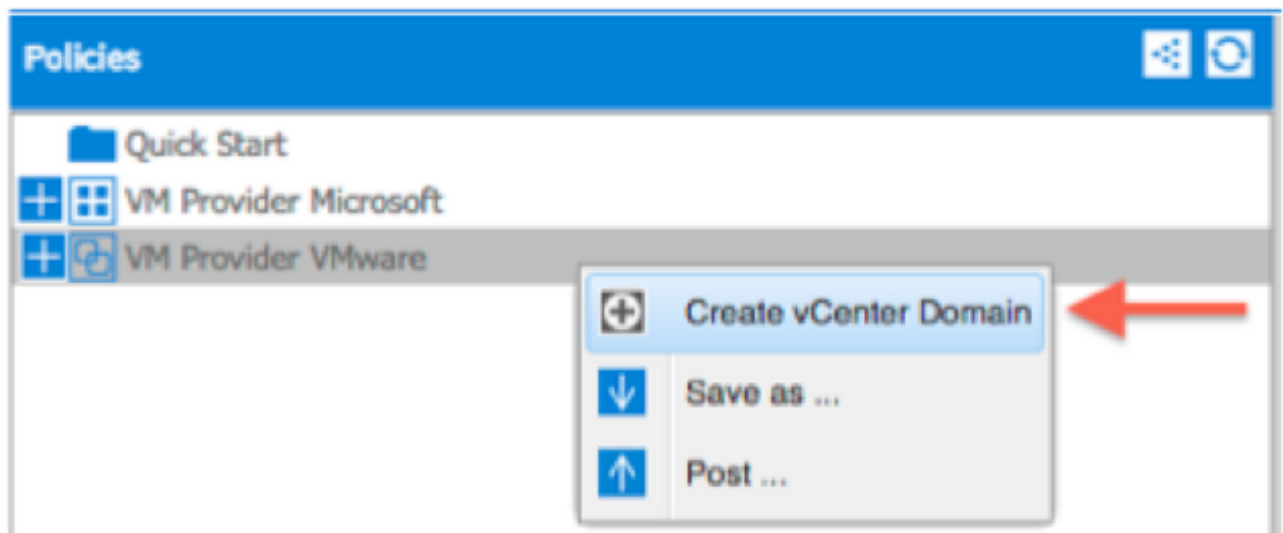 Policies
Quick Start
VM Provider Microsoft
VM Provider VMware
Create vCenter Domain
Save as ...
Post ...